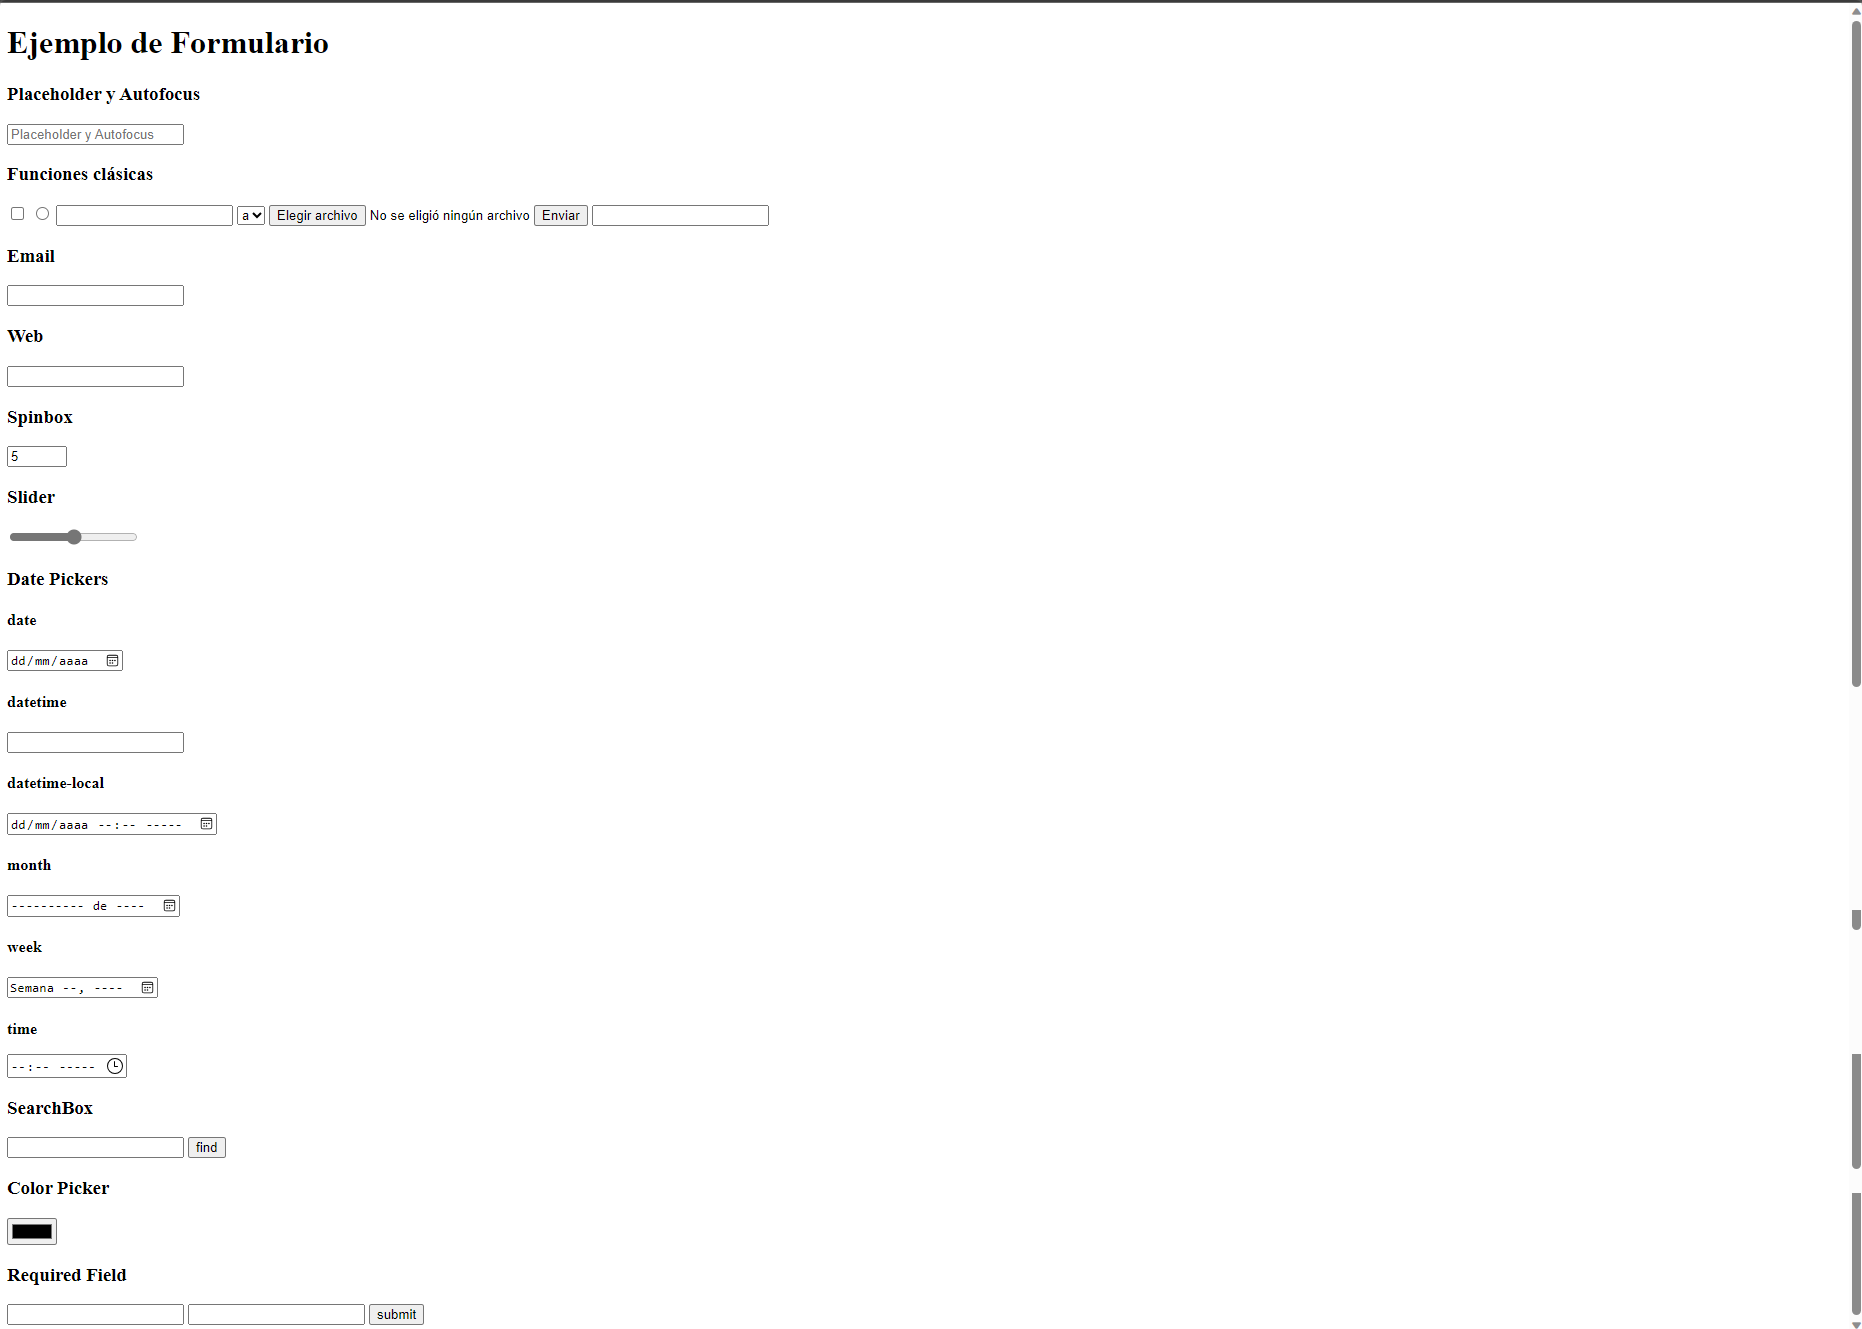 Ejemplo de Formulario
Placeholder y Autofocus
Placeholder y Autofocus
Funciones clásicas
a Elegir archivo No se eligió ningún archivo Enviar
Email
Web
Spinbox
5
Slider
Date Pickers
date
dd/mm/aaaa
datetime
datetime-local
dd/mm/aaaa --:-- -----
month
---------- de ----
week
Semana --, ----
time
--:-- -----
SearchBox
find
Color Picker
Required Field
submit